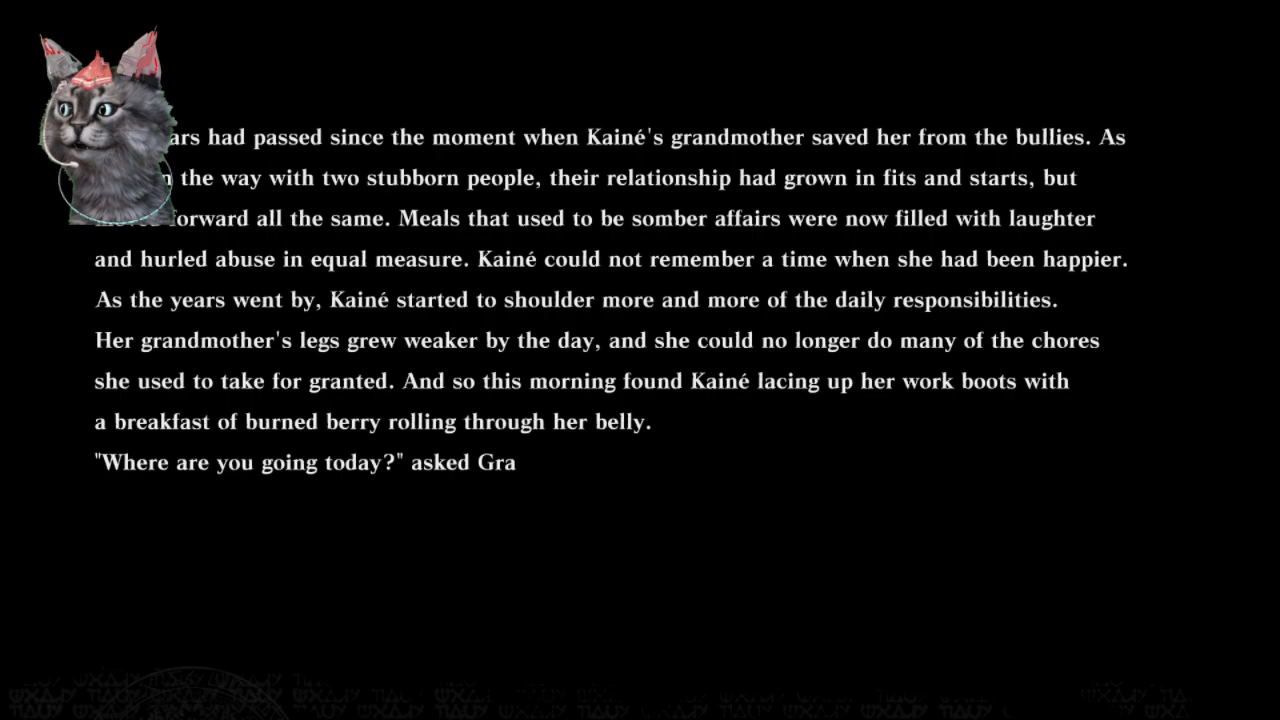 had passed since the moment when Kainé's grandmother saved her from the bullies. As
the way with two stubborn people, their relationship had grown in fits and starts, but
all the same. Meals that used to be somber affairs were now filled with laughter
and hurled abuse in equal measure. Kainé could not remember a time when she had been happier.
As the years went by, Kainé started to shoulder more and more of the daily responsibilities.
Her grandmother's legs grew weaker by the day, and she could no longer do many of the chores
she used to take for granted. And so this morning found Kainé lacing up her work boots with
a breakfast of burned berry rolling through her belly.
"Where are you going today?" asked Gra